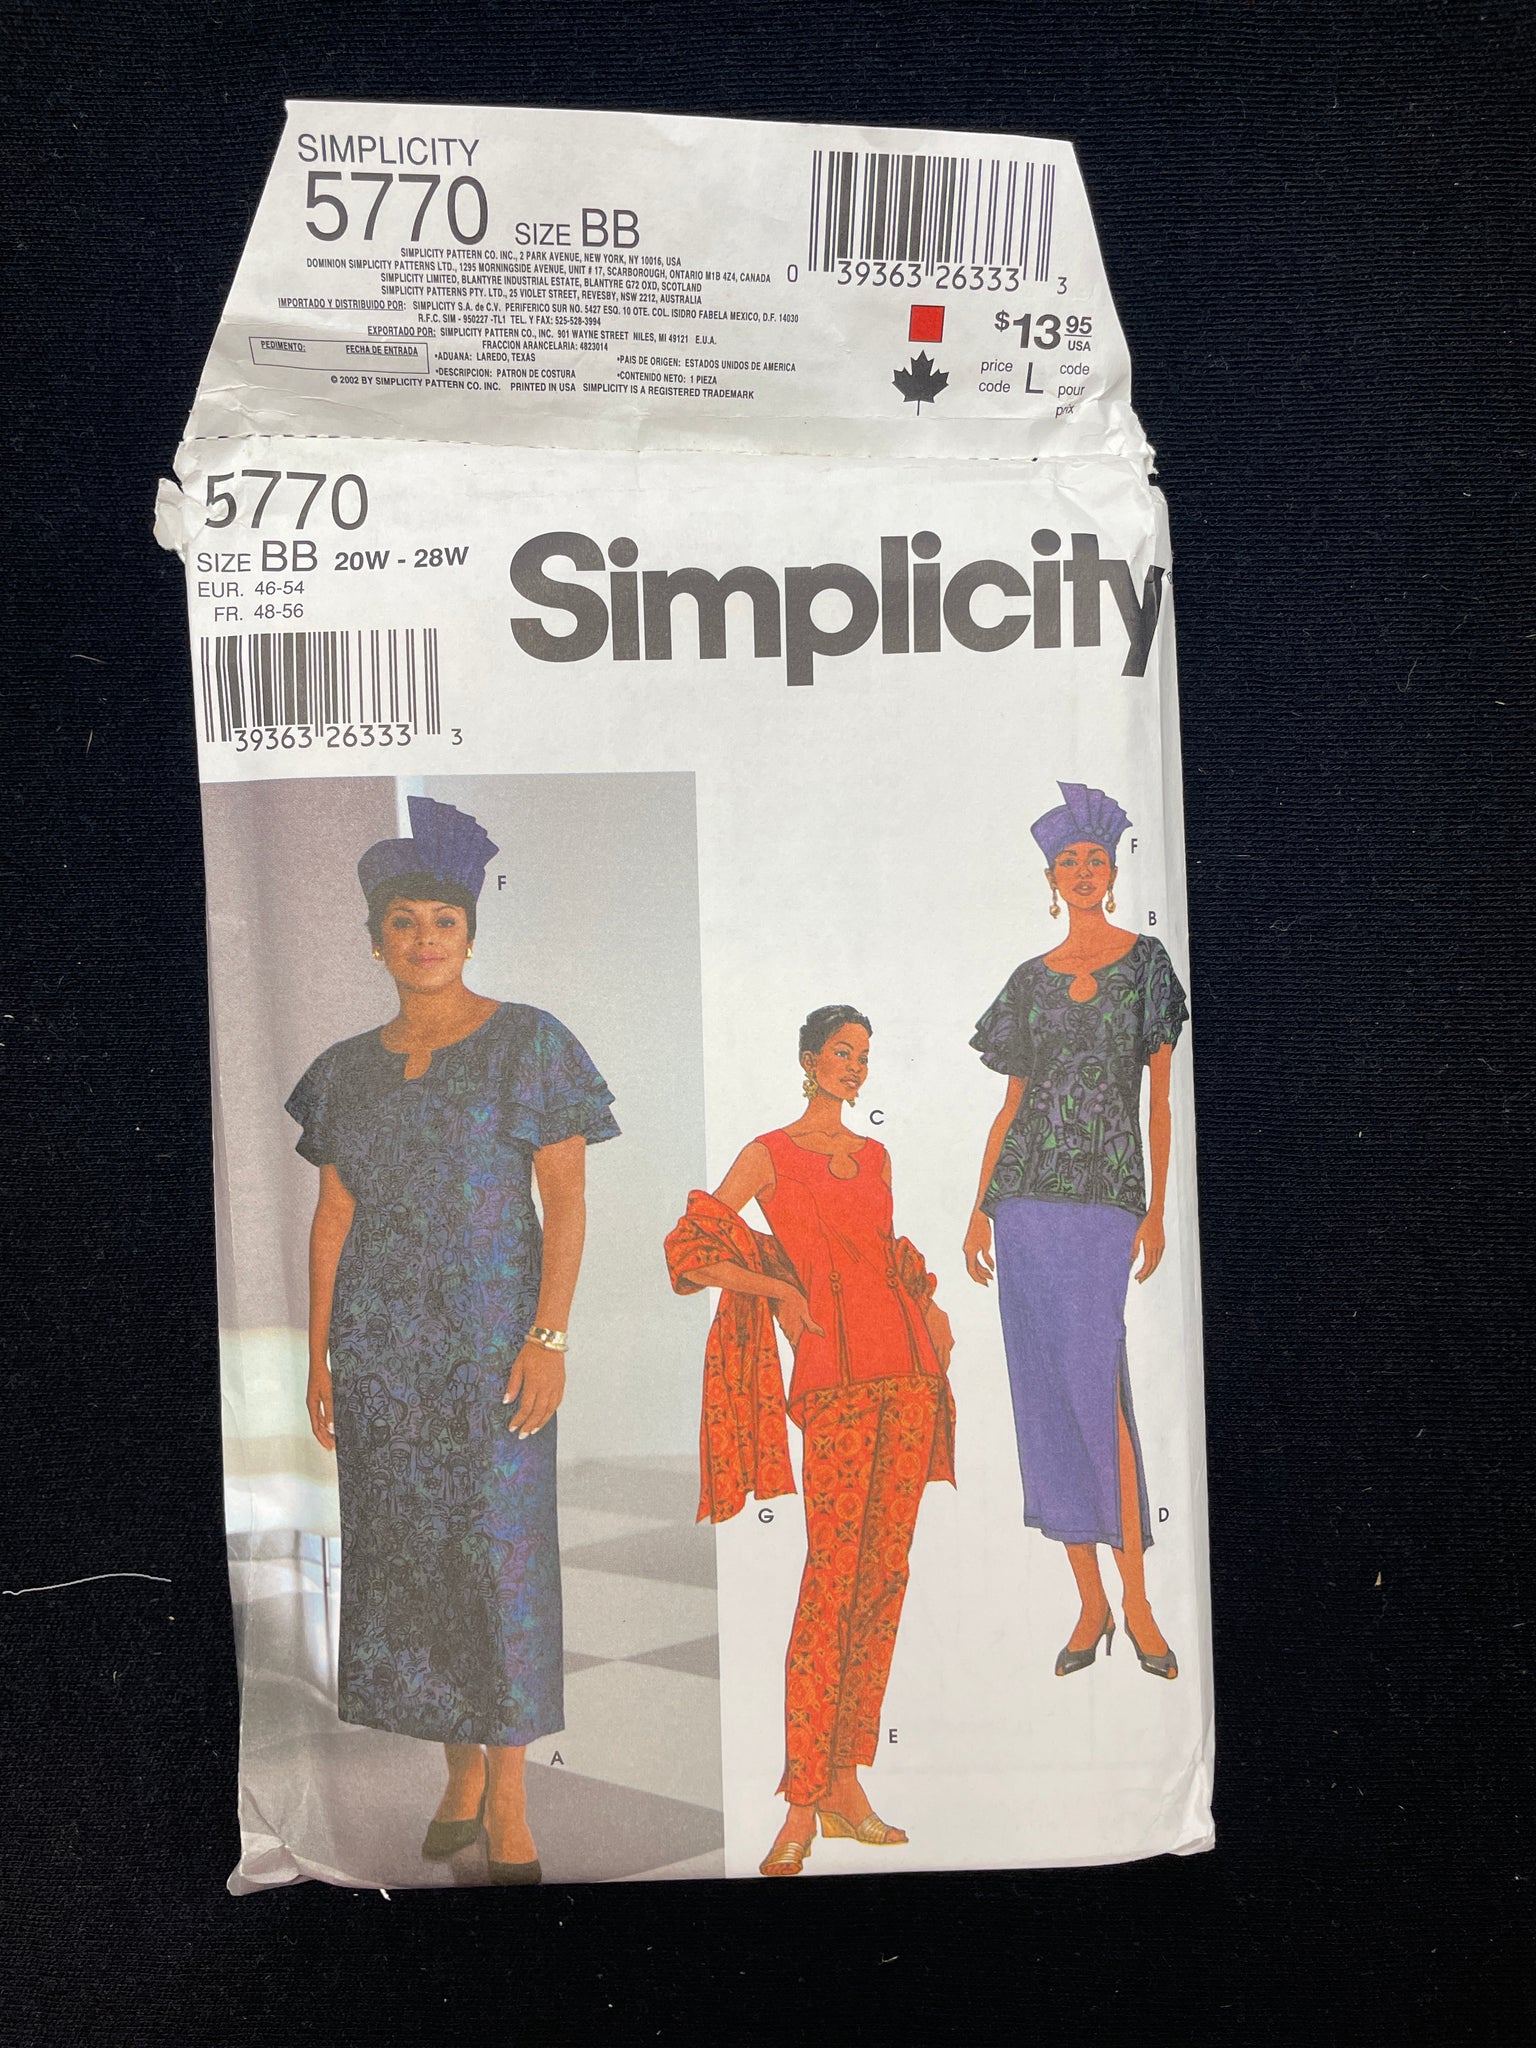 SIMPLICITY
5770 SIZE BB
SIMPLICITY PATTERN CO. INC., 2 PARK AVENUE, NEW YORK, NY 10016, USA
DOMINION SIMPLICITY PATTERNS LTD., 1295 MORNINGSIDE AVENUE, UNIT # 17, SCARBOROUGH, ONTARIO M1B 4Z4, CANADA
SIMPLICITY LIMITED, BLANTYRE INDUSTRIAL ESTATE, BLANTYRE G72 OXD, SCOTLAND
SIMPLICITY PATTERNS PTY. LTD., 25 VIOLET STREET, REVESBY, NSW 2212, AUSTRALIA
IMPORTADO Y DISTRIBUIDO POR: SIMPLICITY S.A. de C.V. PERIFERICO SUR NO. 5427 ESQ. 10 OTE. COL. ISIDRO FABELA MEXICO, D.F. 14030
R.F.C. SIM - 950227 -TL1 TEL. Y FAX: 525-528-3994
EXPORTADO POR: SIMPLICITY PATTERN CO., INC. 901 WAYNE STREET NILES, MI 49121 E.U.A.
FRACCION ARANCELARIA: 4823014
PEDIMENTO: FECHA DE ENTRADA
•ADUANA: LAREDO, TEXAS •PAIS DE ORIGEN: ESTADOS UNIDOS DE AMERICA
•DESCRIPCION: PATRON DE COSTURA •CONTENIDO NETO: 1 PIEZA
© 2002 BY SIMPLICITY PATTERN CO. INC. PRINTED IN USA SIMPLICITY IS A REGISTERED TRADEMARK
0 39363 26333 3
$13 95 USA
price code L code pour prix
5770
SIZE BB 20W - 28W
EUR. 46-54
FR. 48-56
39363 26333 3
Simplicity
F
F
B
C
G
D
E
A